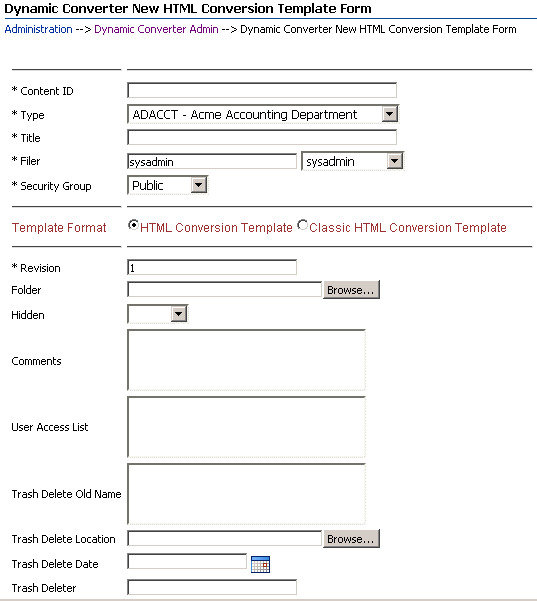 Dynamic Converter New HTML Conversion Template Form
Administration --> Dynamic Converter Admin --> Dynamic Converter New HTML Conversion Template Form
* Content ID
* Type ADACCT - Acme Accounting Department
* Title
* Filer sysadmin sysadmin
* Security Group Public
Template Format HTML Conversion Template Classic HTML Conversion Template
* Revision 1
Folder Browse...
Hidden
Comments
User Access List
Trash Delete Old Name
Trash Delete Location Browse...
Trash Delete Date
Trash Deleter